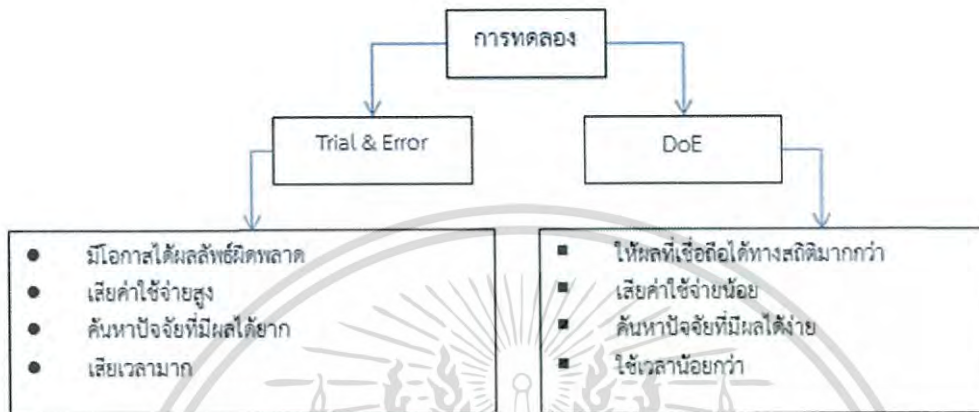 การทดลอง
Trial & Error
DoE
● มีโอกาสได้ผลลัพธ์ผิดพลาด
● เสียค่าใช้จ่ายสูง
● ค้นหาปัจจัยที่มีผลได้ยาก
● เสียเวลามาก
■ ให้ผลที่เชื่อถือได้ทางสถิติมากกว่า
■ เสียค่าใช้จ่ายน้อย
■ ค้นหาปัจจัยที่มีผลได้ง่าย
■ ใช้เวลาน้อยกว่า